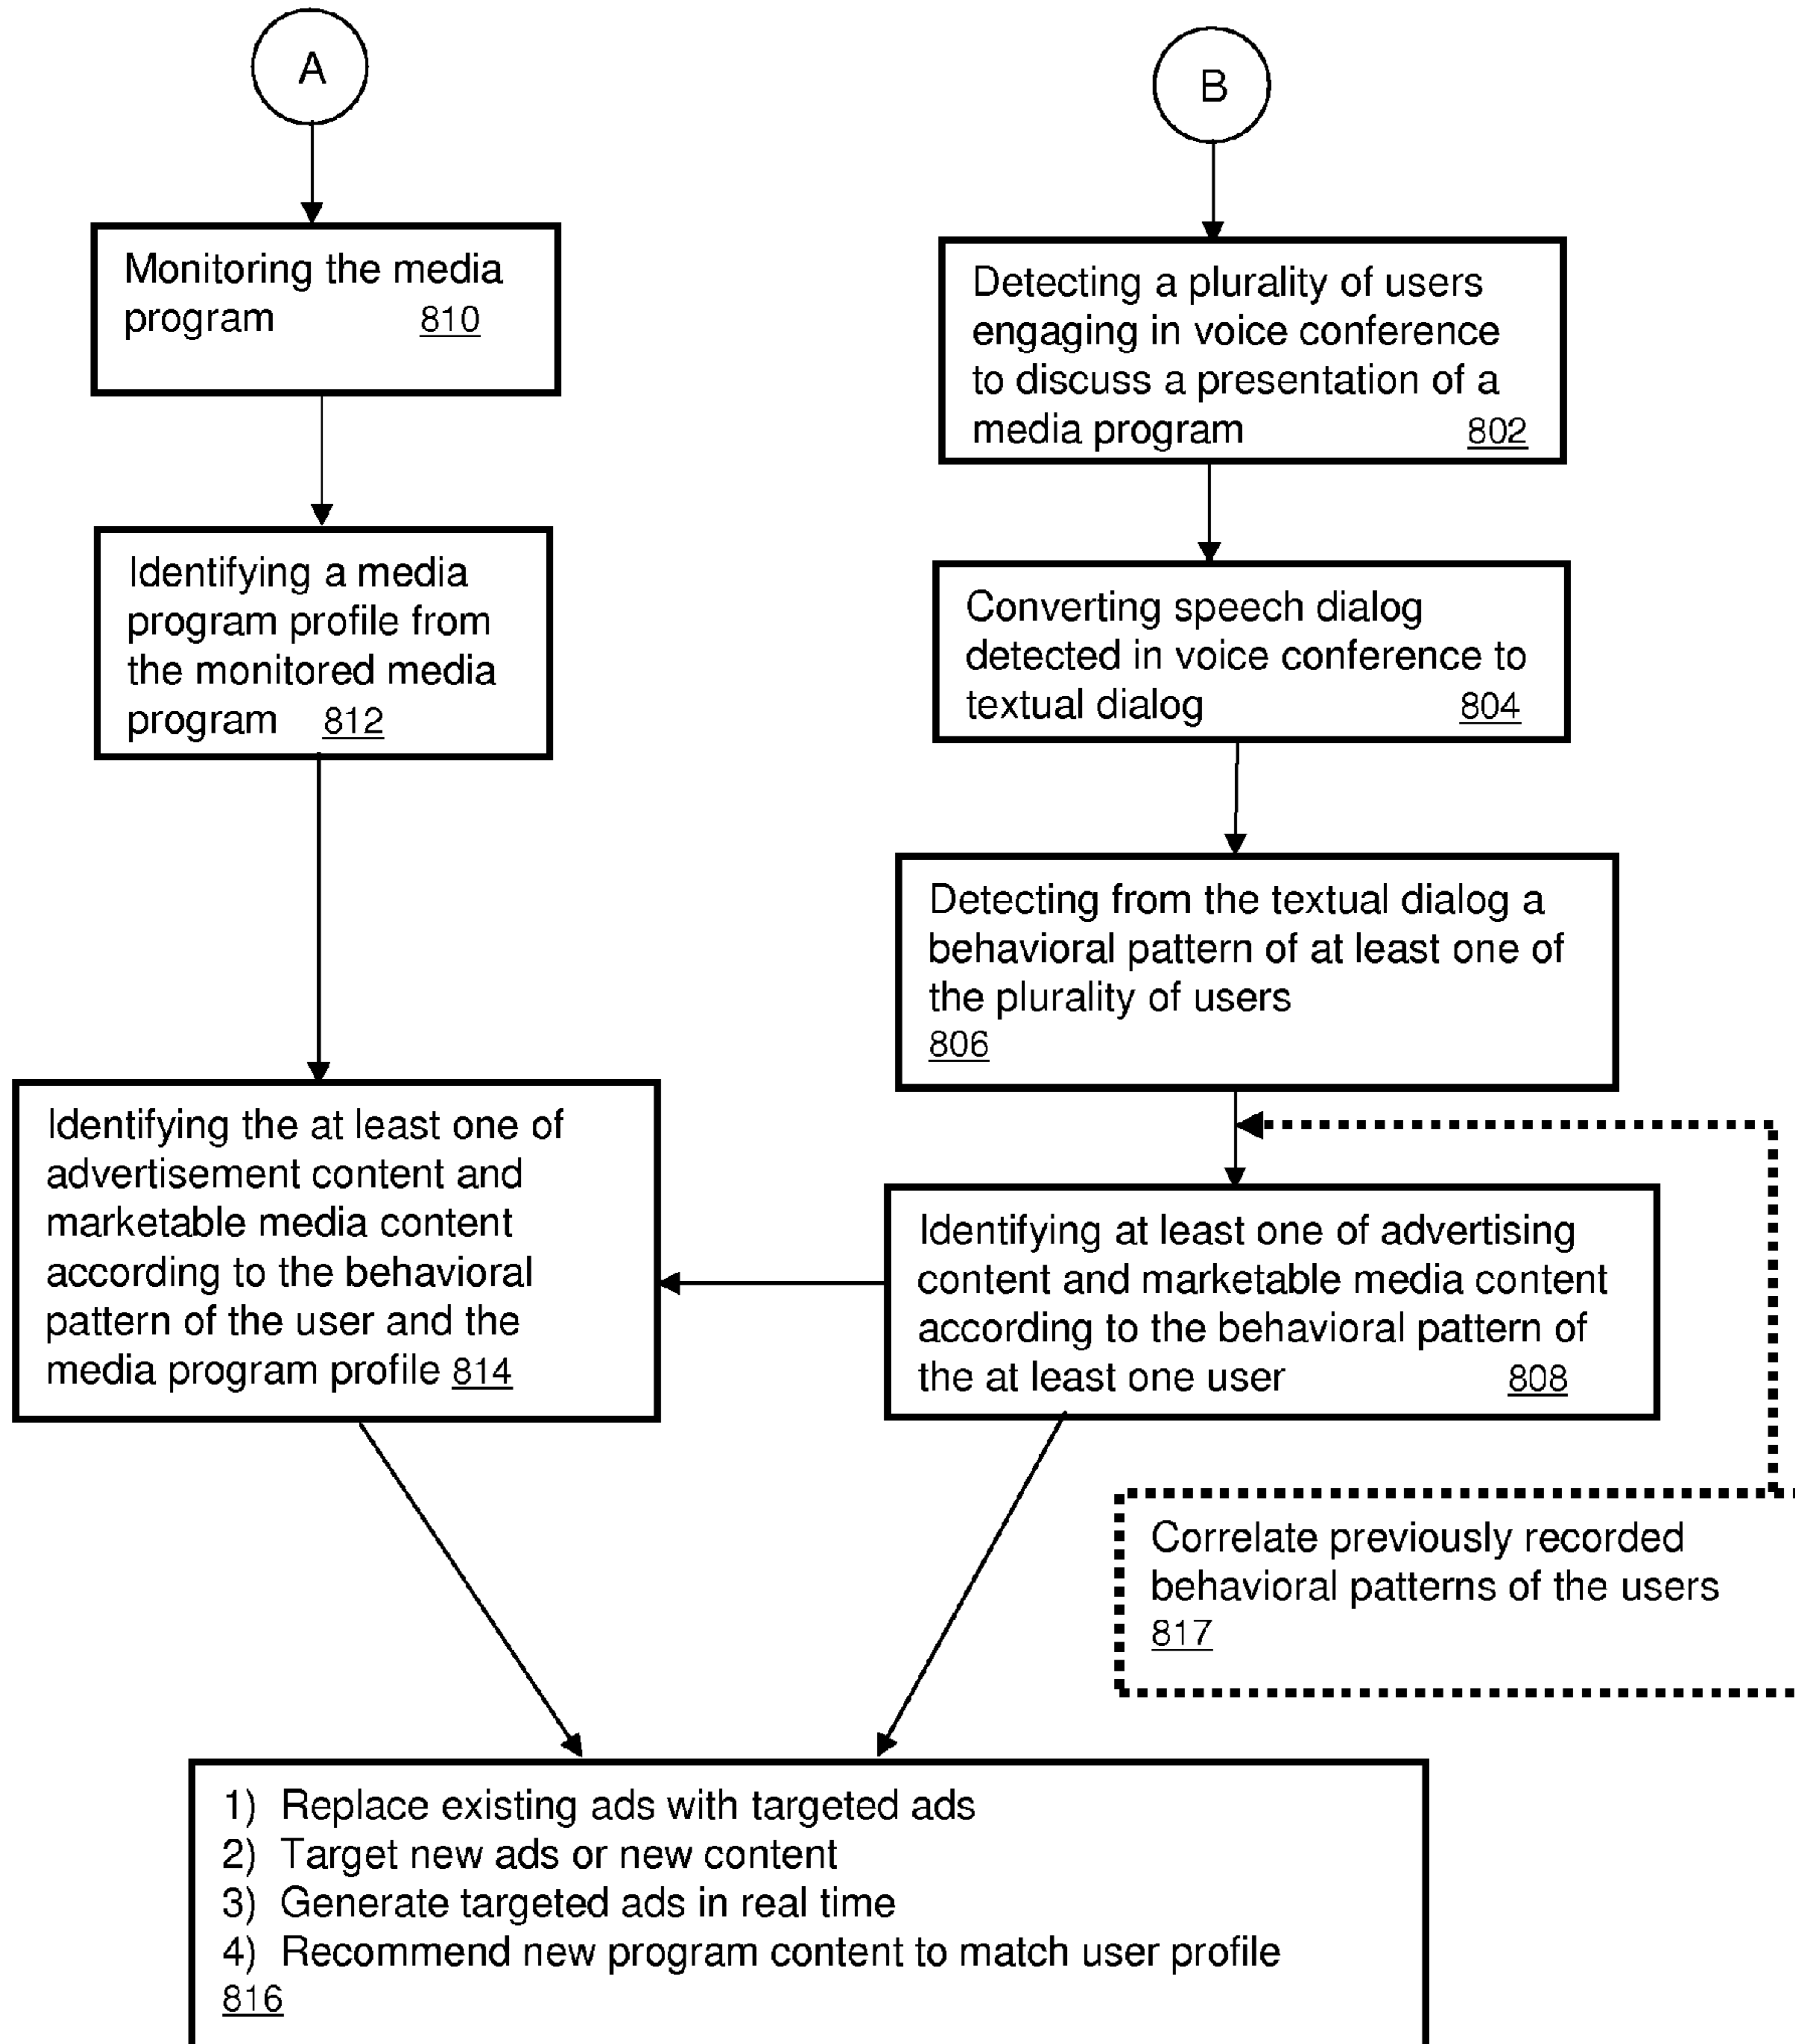 A
Monitoring the media
program 810
Identifying a media
program profile from
the monitored media
program 812
Identifying the at least one of
advertisement content and
marketable media content
according to the behavioral
pattern of the user and the
media program profile 814
B
Detecting a plurality of users
engaging in voice conference
to discuss a presentation of a
media program 802
Converting speech dialog
detected in voice conference to
textual dialog 804
Detecting from the textual dialog a
behavioral pattern of at least one of
the plurality of users
806
Identifying at least one of advertising
content and marketable media content
according to the behavioral pattern of
the at least one user 808
Correlate previously recorded
behavioral patterns of the users
817
1) Replace existing ads with targeted ads
2) Target new ads or new content
3) Generate targeted ads in real time
4) Recommend new program content to match user profile
816